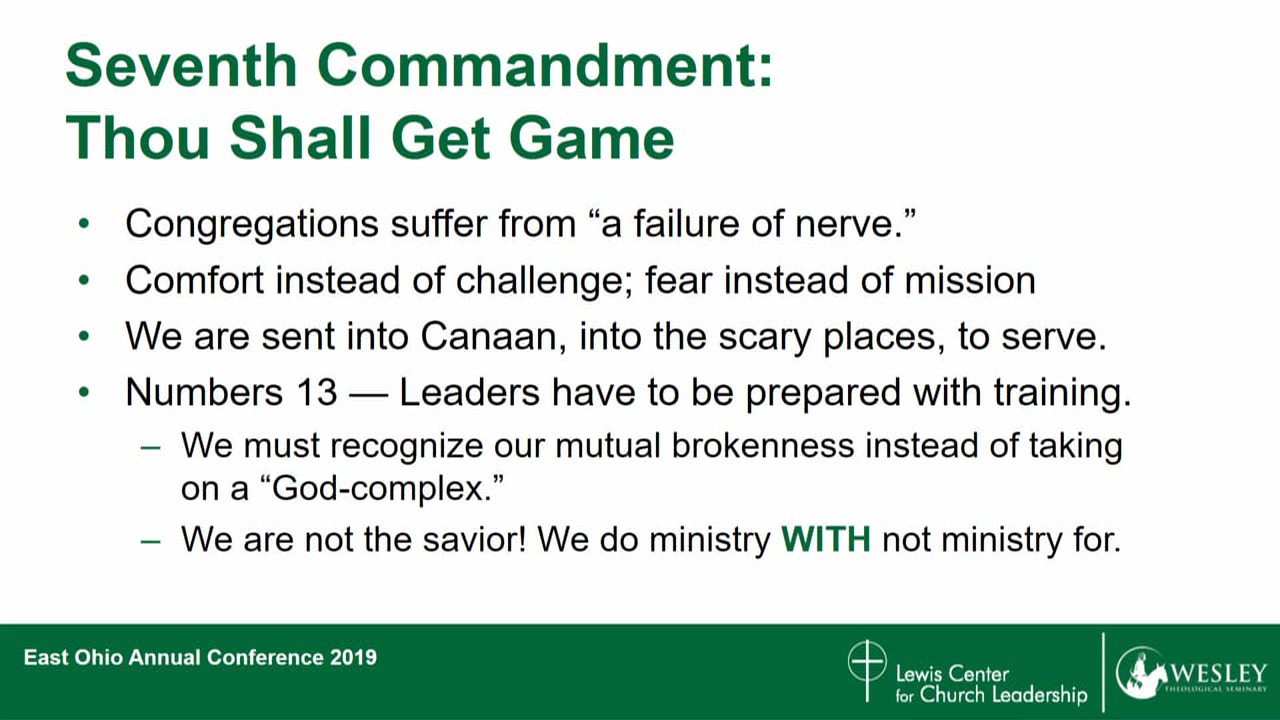 Seventh Commandment:
Thou Shall Get Game
• Congregations suffer from “a failure of nerve.”
• Comfort instead of challenge; fear instead of mission
• We are sent into Canaan, into the scary places, to serve.
• Numbers 13 — Leaders have to be prepared with training.
– We must recognize our mutual brokenness instead of taking
on a “God-complex.”
– We are not the savior! We do ministry WITH not ministry for.
East Ohio Annual Conference 2019
Lewis Center
for Church Leadership
WESLEY
THEOLOGICAL SEMINARY